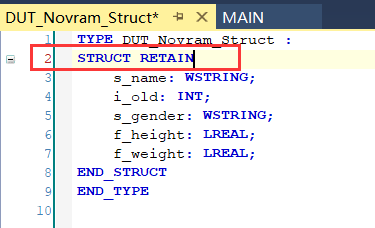 DUT_Novram_Struct* MAIN
1 TYPE DUT_Novram_Struct :
2 STRUCT RETAIN
3 s_name: WSTRING;
4 i_old: INT;
5 s_gender: WSTRING;
6 f_height: LREAL;
7 f_weight: LREAL;
8 END_STRUCT
9 END_TYPE
10